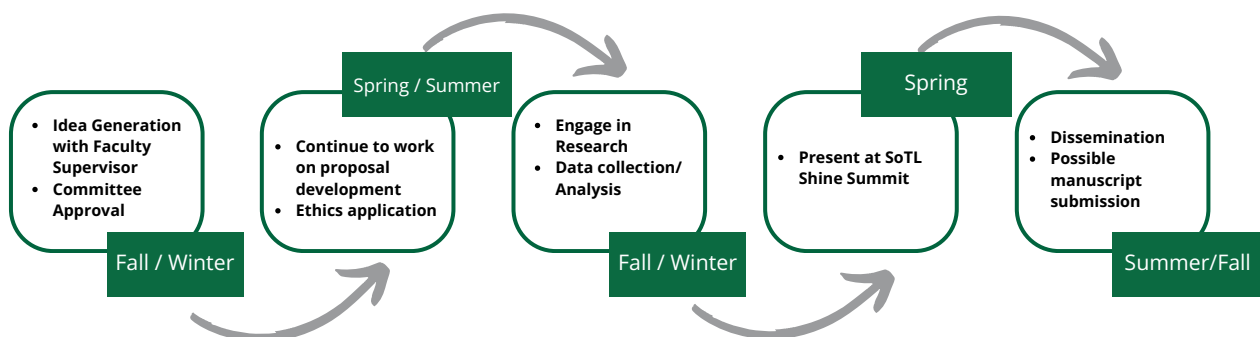 • Idea Generation
with Faculty
Supervisor
• Committee
Approval
Fall / Winter
Spring / Summer
• Continue to work
on proposal
development
• Ethics application
• Engage in
Research
• Data collection/
Analysis
Fall / Winter
Spring
• Present at SoTL
Shine Summit
• Dissemination
• Possible
manuscript
submission
Summer/Fall